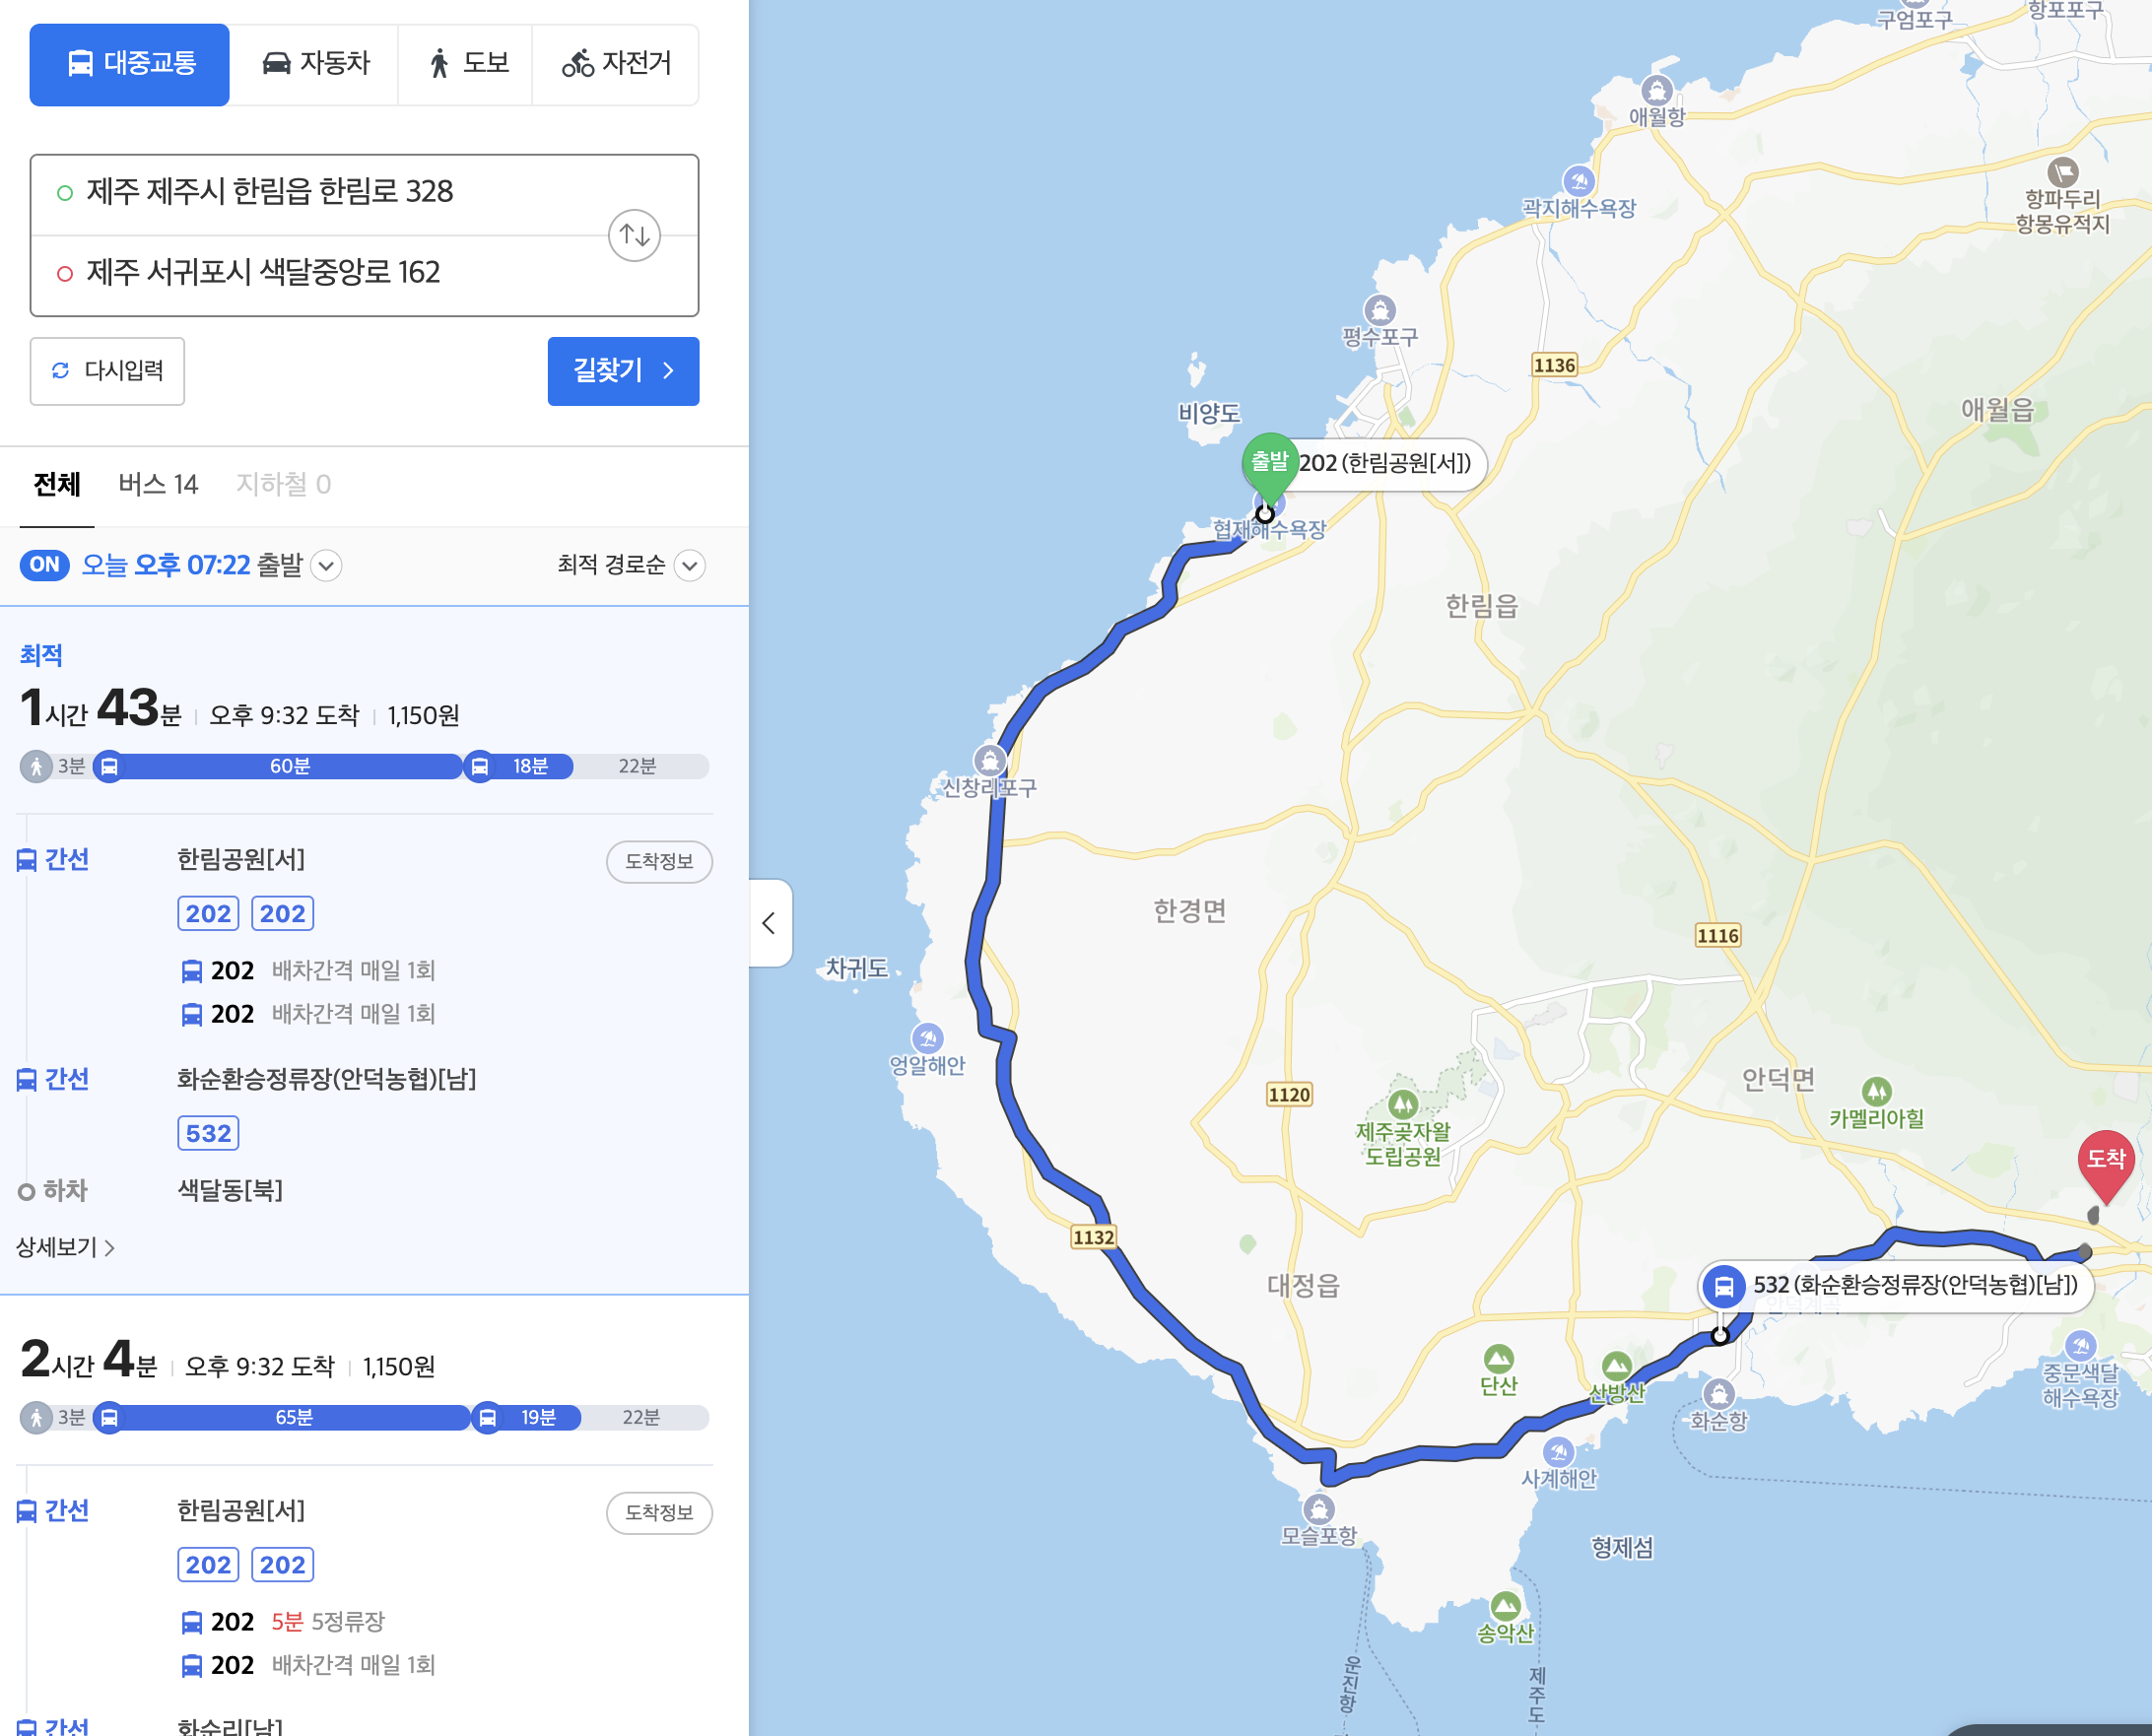 대중교통
자동차
도보
자전거
제주 제주시 한림읍 한림로 328
제주 서귀포시 색달중앙로 162
다시입력
길찾기
전체
버스 14
지하철 0
ON 오늘 오후 07:22 출발
최적 경로순
최적
1시간 43분 오후 9:32 도착 1,150원
3분 60분 18분 22분
간선 한림공원[서] 도착정보
202 202
202 배차간격 매일 1회
202 배차간격 매일 1회
간선 화순환승정류장(안덕농협)[남]
532
하차 색달동[북]
상세보기
2시간 4분 오후 9:32 도착 1,150원
3분 65분 19분 22분
간선 한림공원[서] 도착정보
202 202
202 5분 5정류장
202 배차간격 매일 1회
간선 화순리[남]
구엄포구
항포포구
애월항
곽지해수욕장
항파두리
항몽유적지
평수포구
1136
비양도
애월읍
출발
202 (한림공원[서])
협재해수욕장
한림읍
신창리포구
한경면
1116
차귀도
엉알해안
1120
제주곶자왈
도립공원
안덕면
카멜리아힐
도착
1132
대정읍
532 (화순환승정류장(안덕농협)[남])
안덕계곡
단산
산방산
화순항
중문색달
해수욕장
사계해안
모슬포항
형제섬
송악산
운진항
제주도